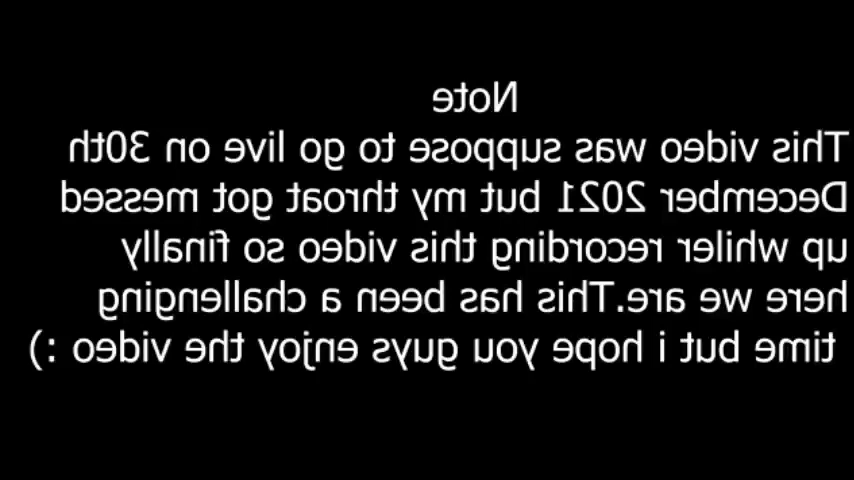 Note
This video was suppose to go live on 30th
December 2021 but my throat got messed
up whiler recording this video so finally
here we are.This has been a challenging
time but i hope you guys enjoy the video :)